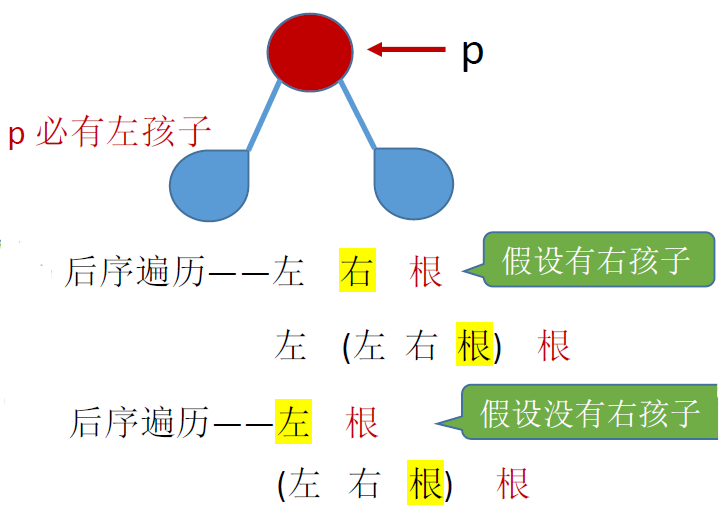 p
p 必有左孩子
后序遍历——左 右 根 假设有右孩子
左 (左 右 根) 根
后序遍历——左 根 假设没有右孩子
(左 右 根) 根